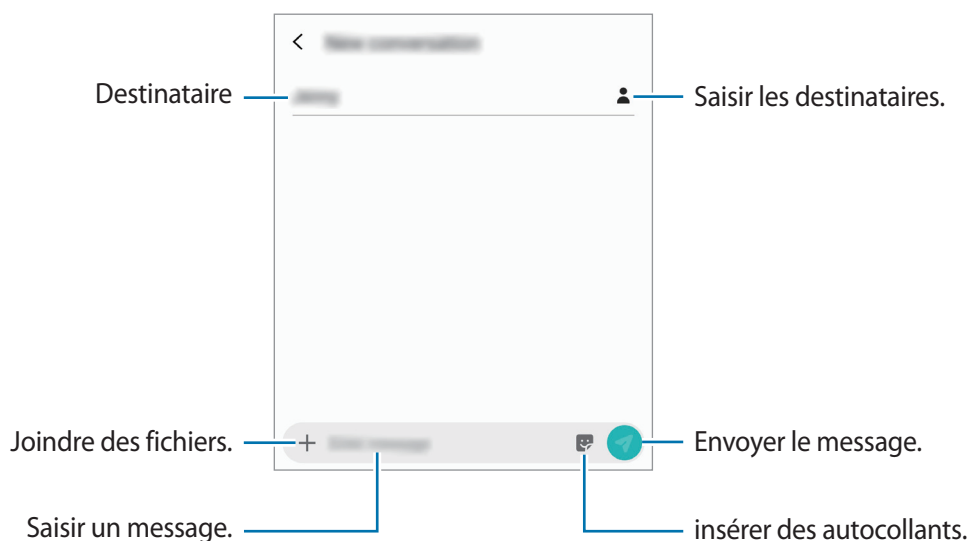 Destinataire
Saisir les destinataires.
Joindre des fichiers.
Envoyer le message.
Saisir un message.
insérer des autocollants.